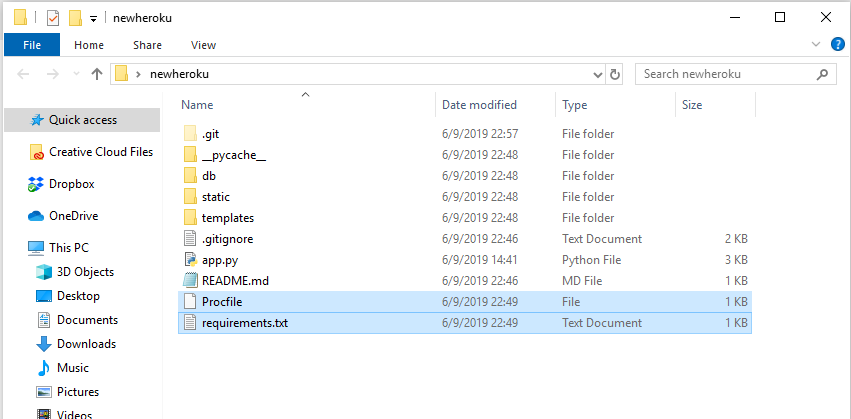 newheroku
File Home Share View
newheroku Search newheroku
Name Date modified Type Size
Quick access
Creative Cloud Files
Dropbox
OneDrive
This PC
3D Objects
Desktop
Documents
Downloads
Music
Pictures
Videos
.git 6/9/2019 22:57 File folder
__pycache__ 6/9/2019 22:48 File folder
db 6/9/2019 22:48 File folder
static 6/9/2019 22:48 File folder
templates 6/9/2019 22:48 File folder
.gitignore 6/9/2019 22:46 Text Document 2 KB
app.py 6/9/2019 14:41 Python File 3 KB
README.md 6/9/2019 22:46 MD File 1 KB
Procfile 6/9/2019 22:49 File 1 KB
requirements.txt 6/9/2019 22:49 Text Document 1 KB